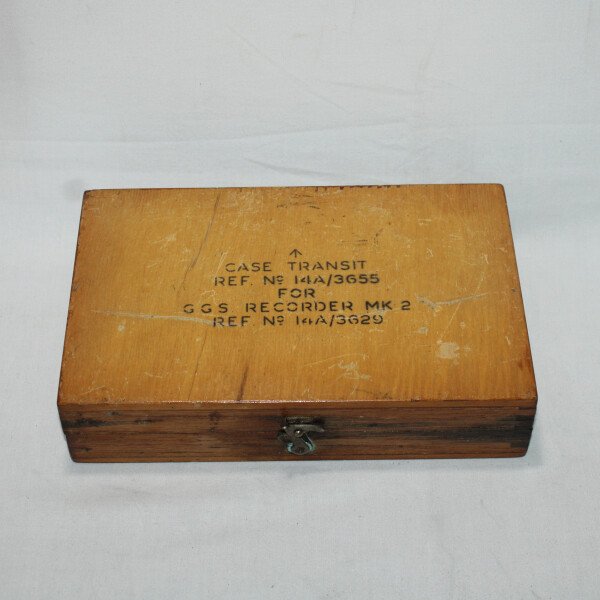 CASE TRANSIT
REF. Nº 14A/3655
FOR
G G S RECORDER MK 2
REF. Nº 14A/3629